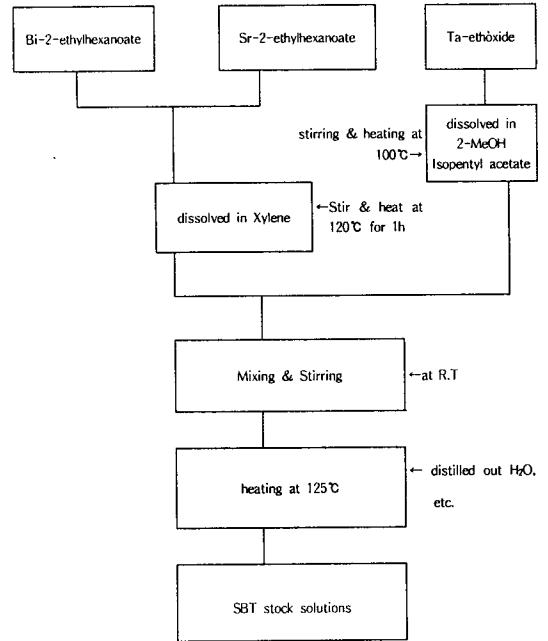 Bi-2-ethylhexanoate
Sr-2-ethylhexanoate
Ta-ethòxide
stirring & heating at
100℃→
dissolved in
2-MeOH
Isopentyl acetate
dissolved in Xylene
←Stir & heat at
120℃ for 1h
Mixing & Stirring
←at R.T
heating at 125℃
← distilled out H₂O,
etc.
SBT stock solutions